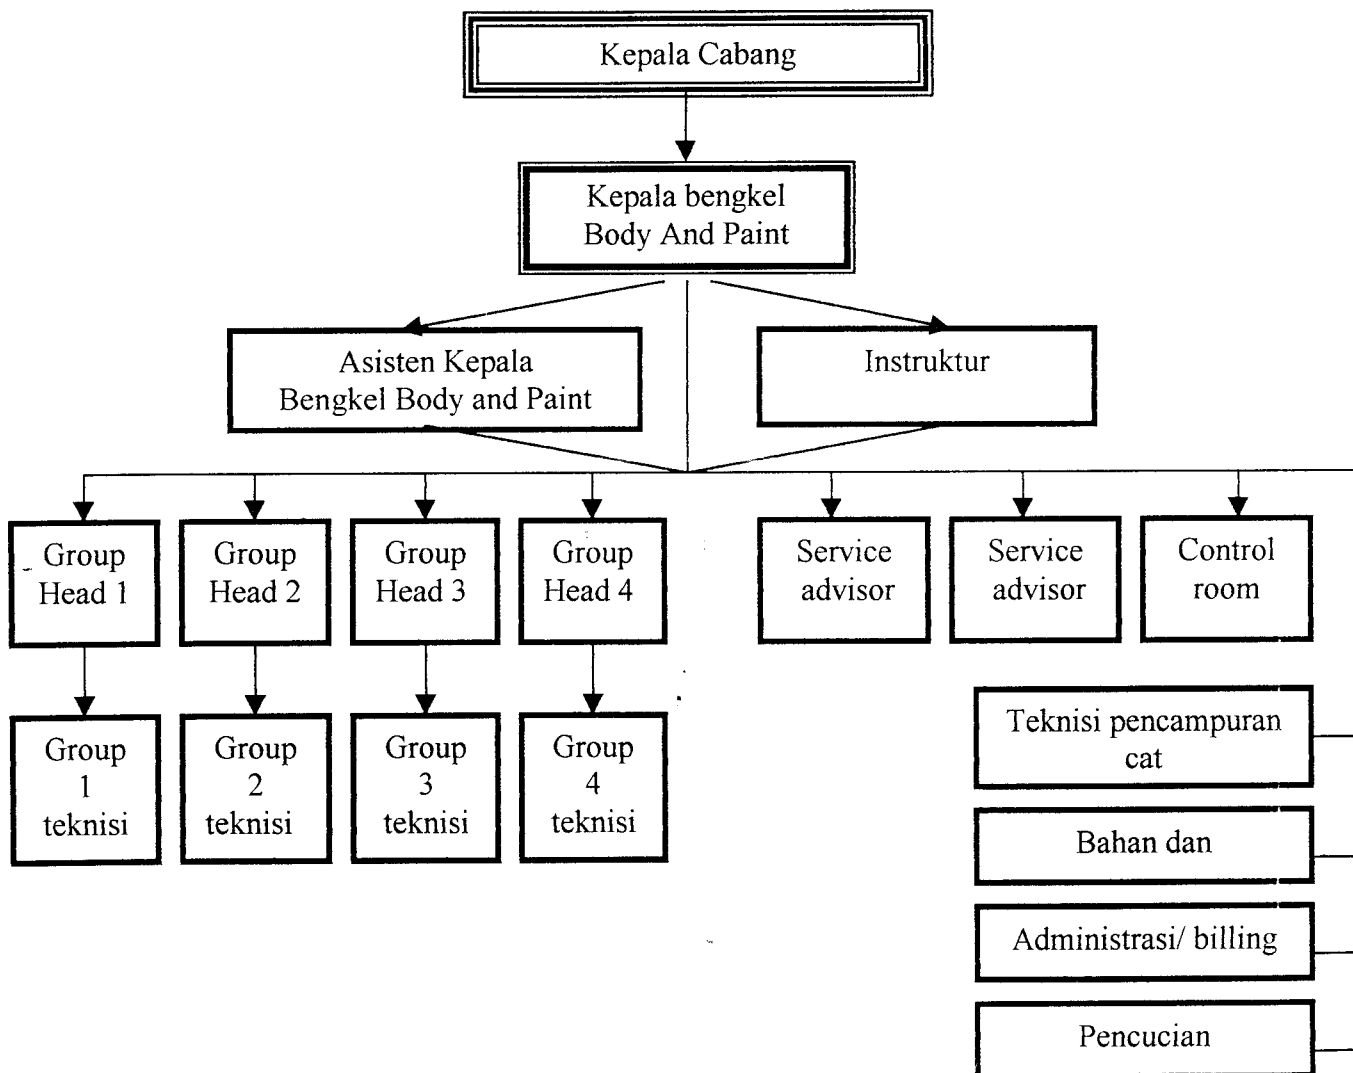 Kepala Cabang
Kepala bengkel
Body And Paint
Asisten Kepala
Bengkel Body and Paint
Instruktur
Group
Head 1
Group
Head 2
Group
Head 3
Group
Head 4
Service
advisor
Service
advisor
Control
room
Group
1
teknisi
Group
2
teknisi
Group
3
teknisi
Group
4
teknisi
Teknisi pencampuran
cat
Bahan dan
Administrasi/ billing
Pencucian